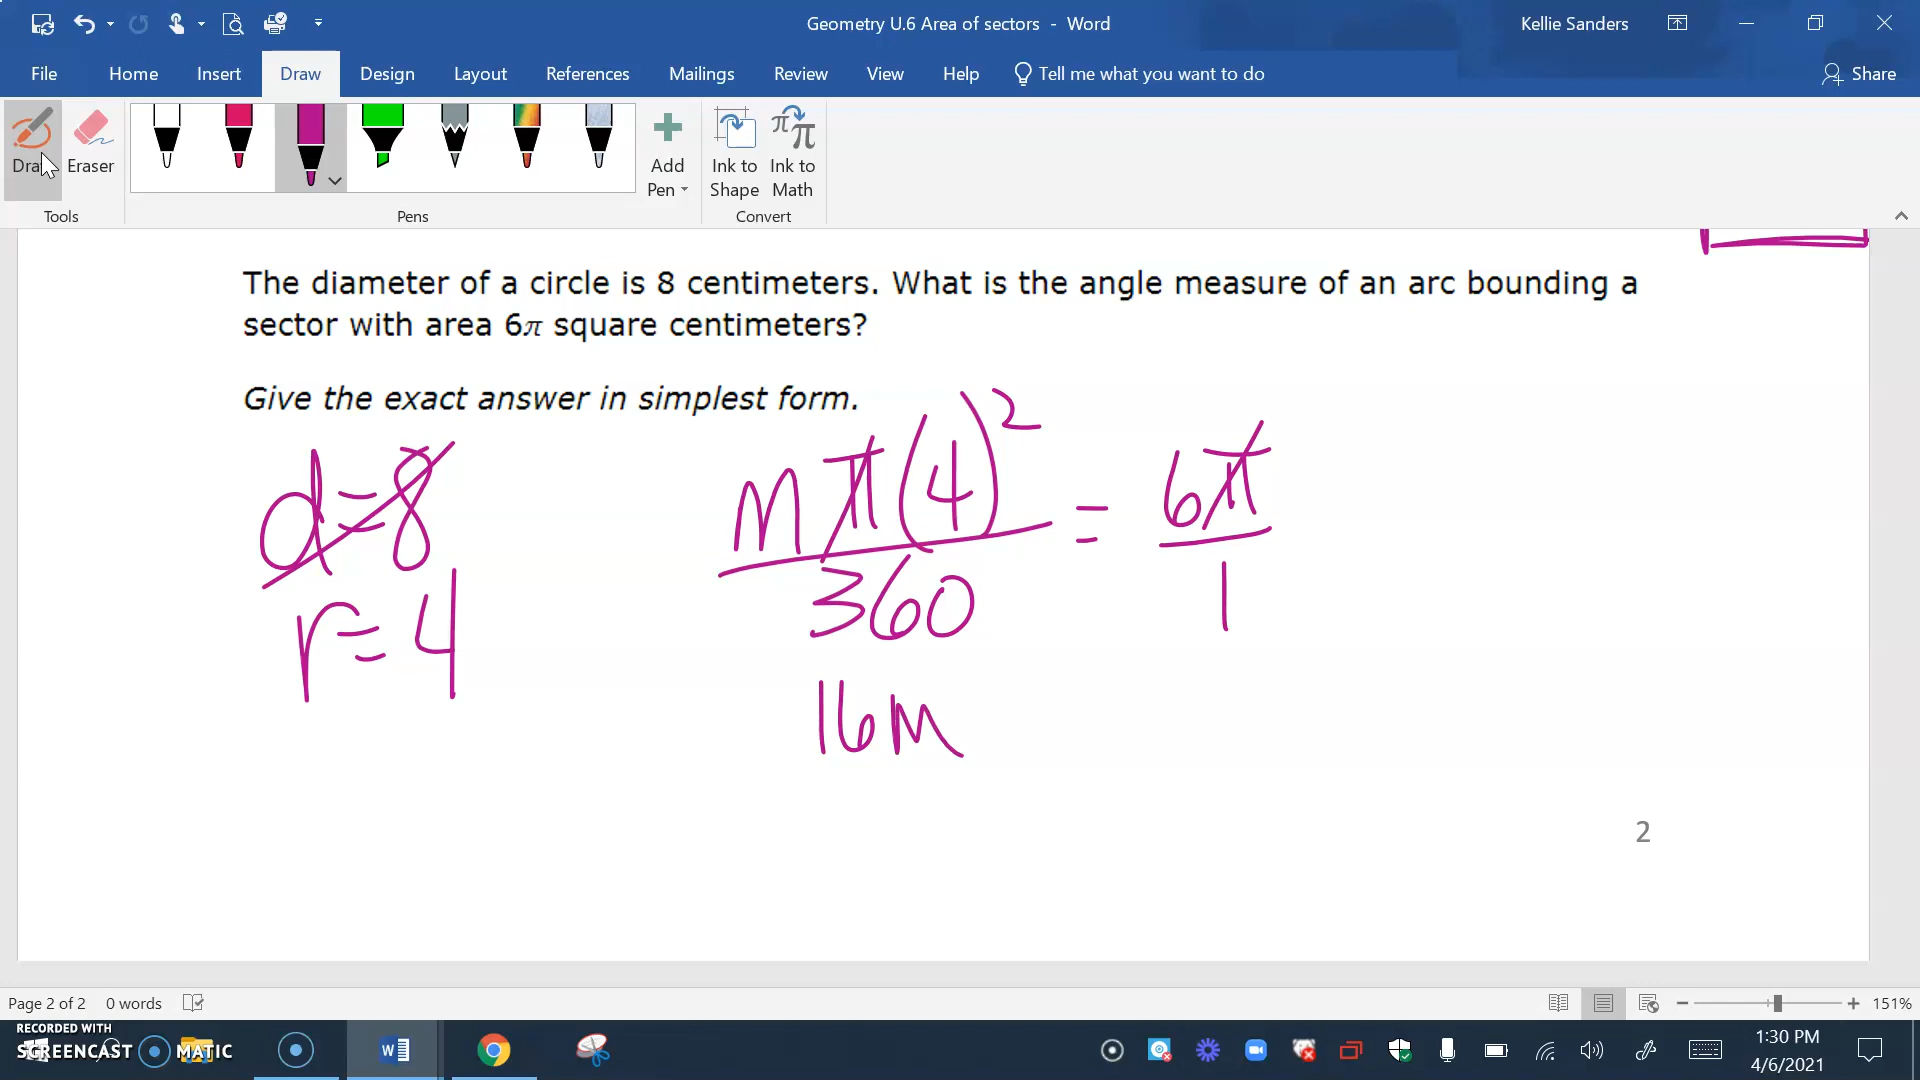 Geometry U.6 Area of sectors - Word
Kellie Sanders
File Home Insert Draw Design Layout References Mailings Review View Help Tell me what you want to do Share
Draw Eraser Add Pen Ink to Shape Ink to Math
Tools Pens Convert
The diameter of a circle is 8 centimeters. What is the angle measure of an arc bounding a
sector with area 6π square centimeters?
Give the exact answer in simplest form.
d=8
r=4
mπ(4)² = 6π
360 1
16m
2
Page 2 of 2 0 words
151%
RECORDED WITH
SCREENCAST MATIC
1:30 PM
4/6/2021